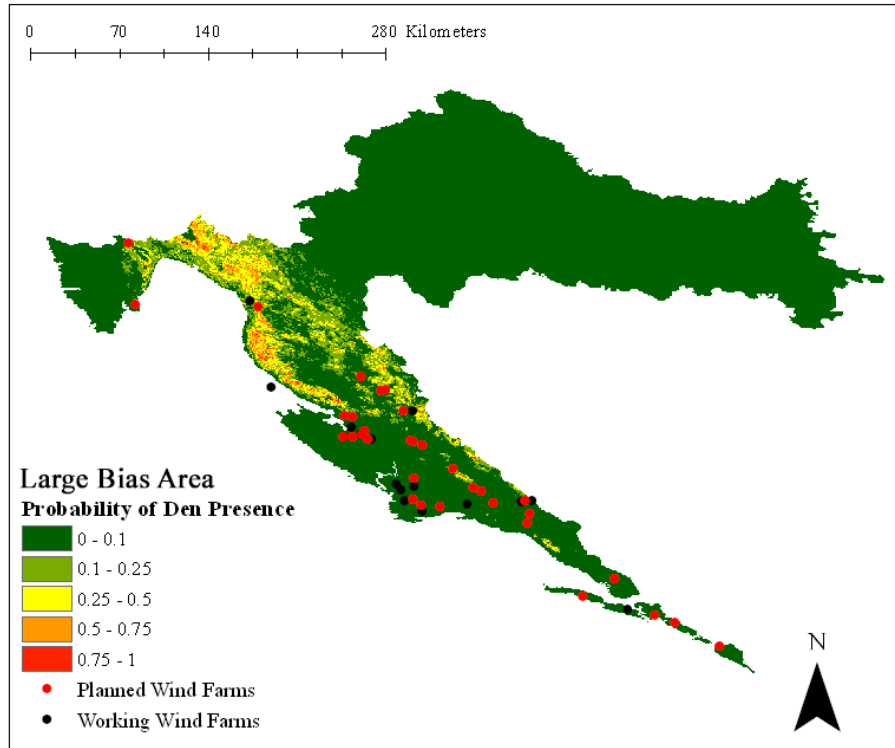 0 70 140 280 Kilometers
N
Large Bias Area
Probability of Den Presence
0 - 0.1
0.1 - 0.25
0.25 - 0.5
0.5 - 0.75
0.75 - 1
Planned Wind Farms
Working Wind Farms